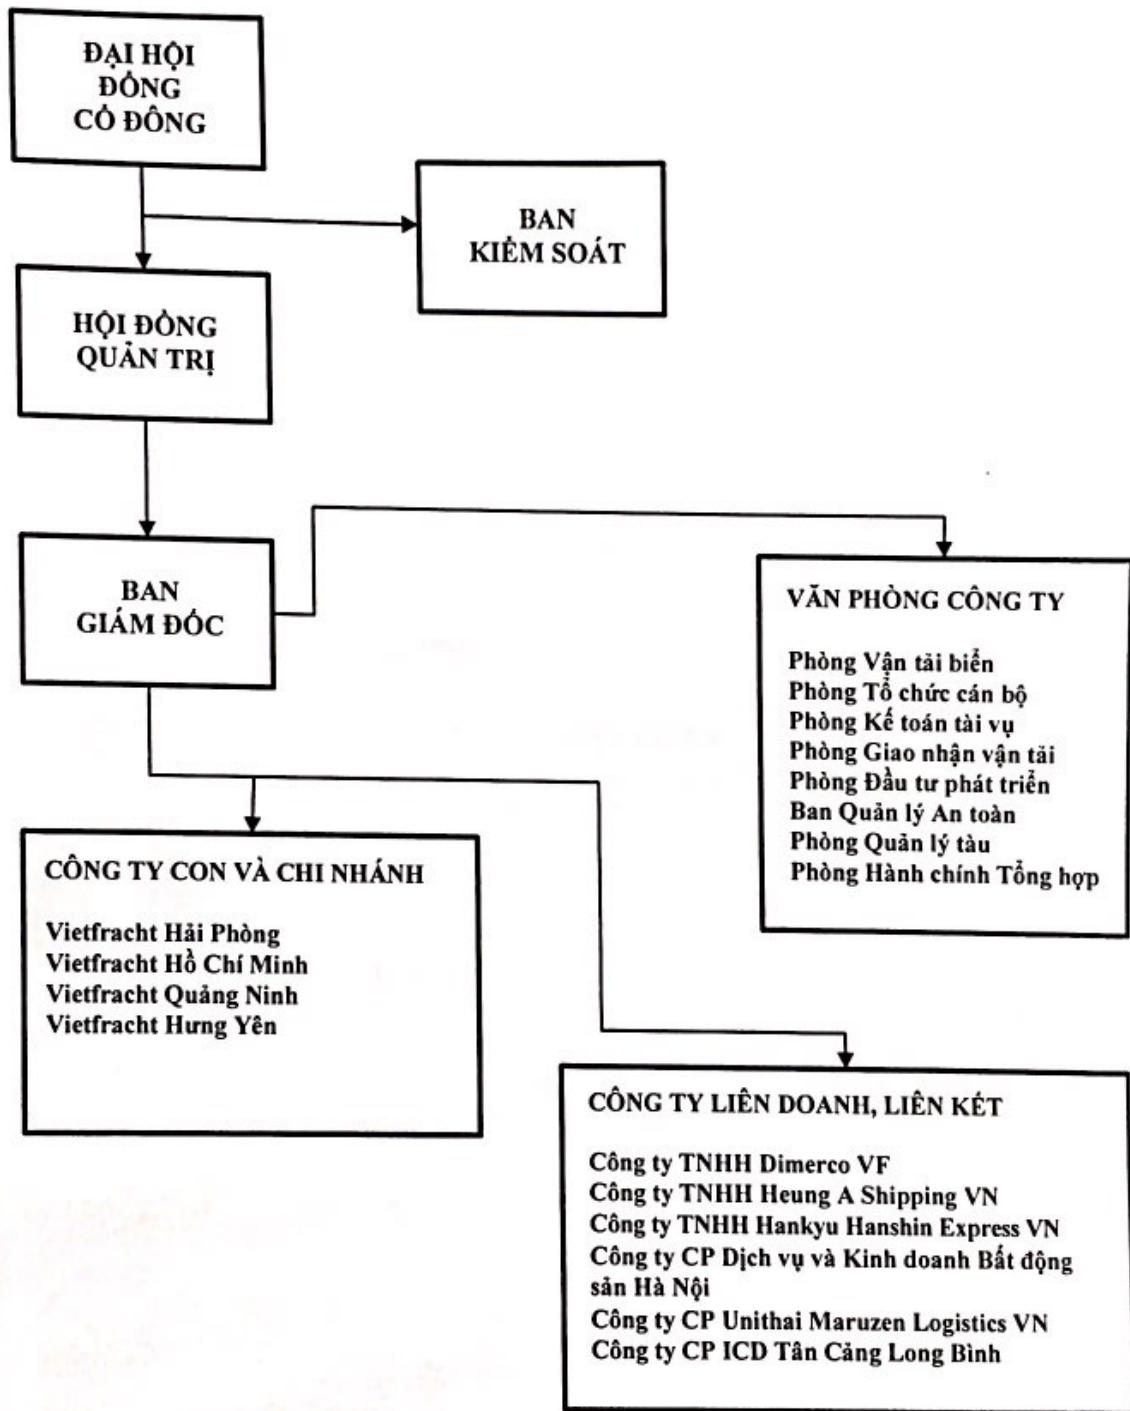 ĐẠI HỘI
ĐỒNG
CỔ ĐÔNG
BAN
KIỂM SOÁT
HỘI ĐỒNG
QUẢN TRỊ
BAN
GIÁM ĐỐC
VĂN PHÒNG CÔNG TY
Phòng Vận tải biển
Phòng Tổ chức cán bộ
Phòng Kế toán tài vụ
Phòng Giao nhận vận tải
Phòng Đầu tư phát triển
Ban Quản lý An toàn
Phòng Quản lý tàu
Phòng Hành chính Tổng hợp
CÔNG TY CON VÀ CHI NHÁNH
Vietfracht Hải Phòng
Vietfracht Hồ Chí Minh
Vietfracht Quảng Ninh
Vietfracht Hưng Yên
CÔNG TY LIÊN DOANH, LIÊN KẾT
Công ty TNHH Dimerco VF
Công ty TNHH Heung A Shipping VN
Công ty TNHH Hankyu Hanshin Express VN
Công ty CP Dịch vụ và Kinh doanh Bất động
sản Hà Nội
Công ty CP Unithai Maruzen Logistics VN
Công ty CP ICD Tân Cảng Long Bình